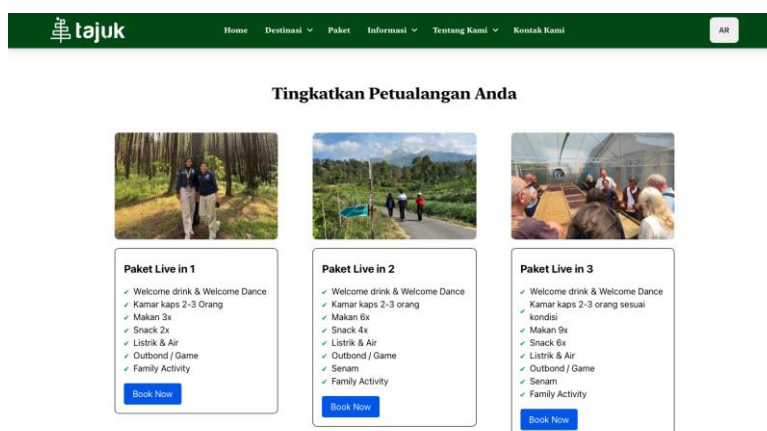 tajuk
Home Destinasi Paket Informasi Tentang Kami Kontak Kami
AR
Tingkatkan Petualangan Anda
Paket Live in 1
Welcome drink & Welcome Dance
Kamar kaps 2-3 Orang
Makan 3x
Snack 2x
Listrik & Air
Outbond / Game
Family Activity
Book Now
Paket Live in 2
Welcome drink & Welcome Dance
Kamar kaps 2-3 orang
Makan 6x
Snack 4x
Listrik & Air
Outbond / Game
Senam
Family Activity
Book Now
Paket Live in 3
Welcome drink & Welcome Dance
Kamar kaps 2-3 orang sesuai
kondisi
Makan 9x
Snack 6x
Listrik & Air
Outbond / Game
Senam
Family Activity
Book Now